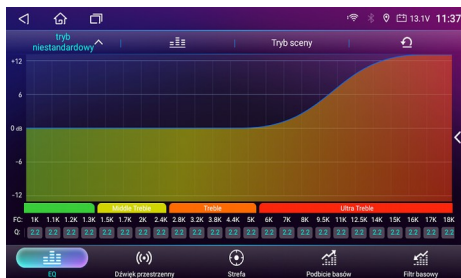 13.1V 11:37
tryb
niestandardowy
Tryb sceny
+12
6
0 dB
-6
-12
Middle Treble Treble Ultra Treble
FC: 1K 1.1K 1.2K 1.3K 1.5K 1.7K 2K 2.4K 2.8K 3.2K 3.8K 4.4K 5K 6K 7K 8K 9.5K 11K 12.5K 14K 15K 16K 17K 18K
Q: 2.2 2.2 2.2 2.2 2.2 2.2 2.2 2.2 2.2 2.2 2.2 2.2 2.2 2.2 2.2 2.2 2.2 2.2 2.2 2.2 2.2 2.2 2.2 2.2
EQ Dźwięk przestrzenny Strefa Podbicie basów Filtr basowy